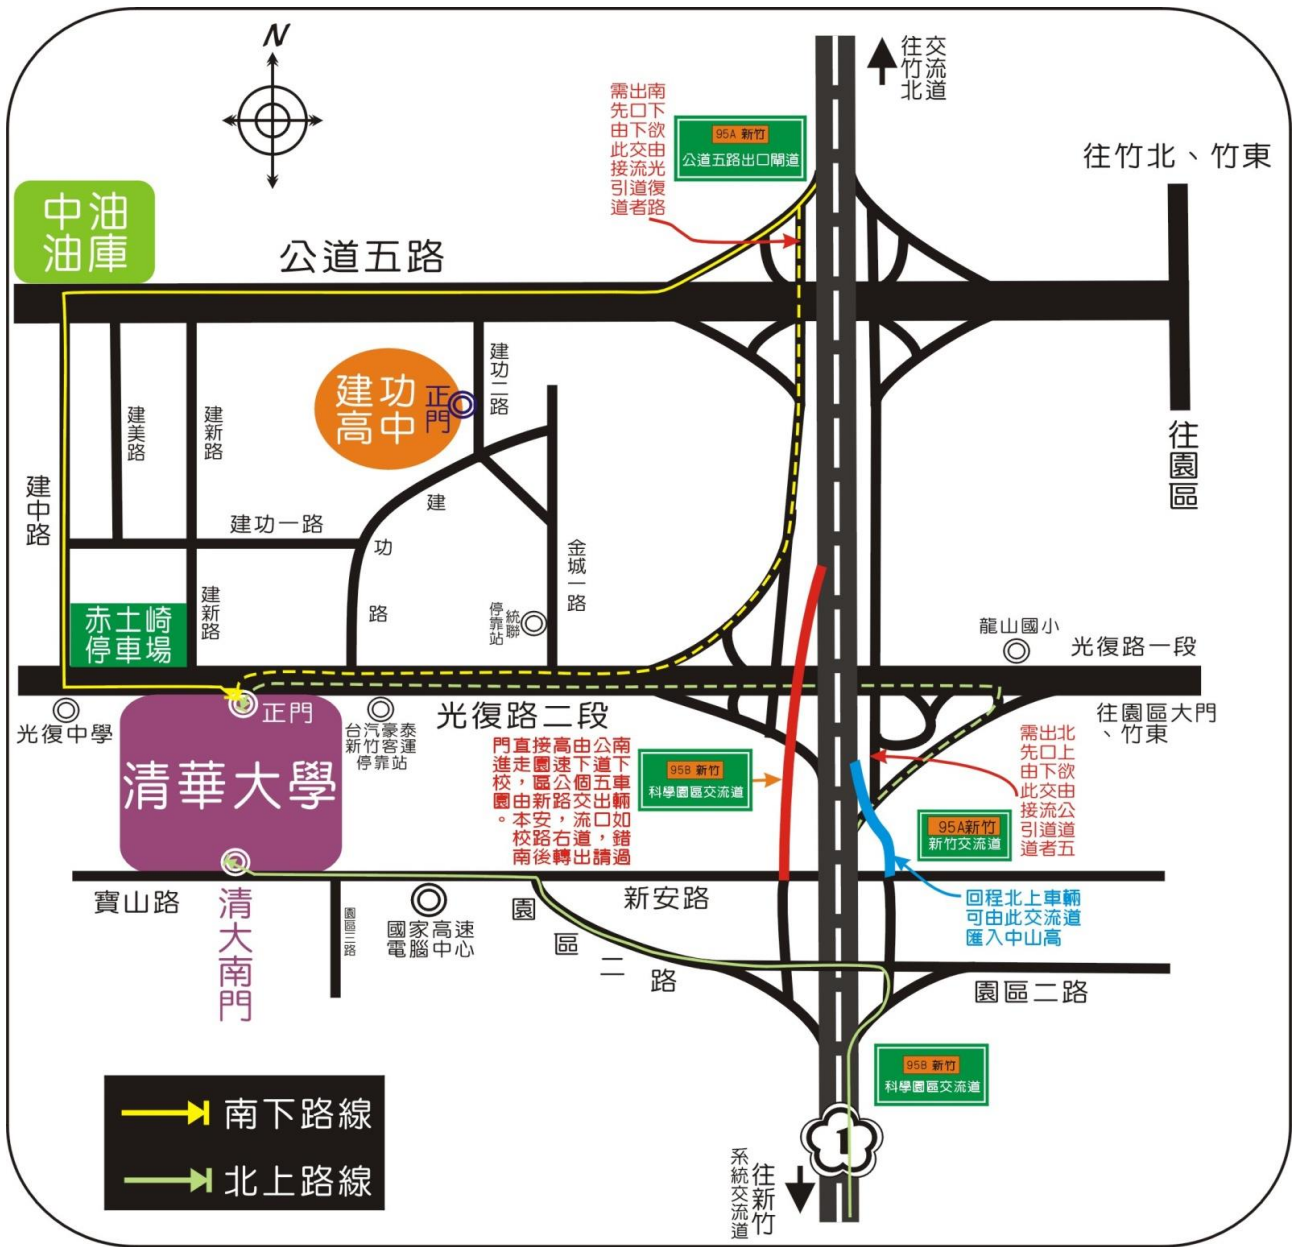 N
往竹北
交流道
南下欲由光復路
出口下交流道者
需先由此接引道
95A 新竹
公道五路出口閘道
往竹北、竹東
中油
油庫
公道五路
建功
高中
正門
建功二路
建美路
建新路
往園區
建中路
建功一路
建功路
金城一路
赤土崎
停車場
建新路
統聯
停靠站
龍山國小
光復路一段
正門
光復中學
台汽豪泰
新竹客運
停靠站
光復路二段
往園區大門
、竹東
清華大學
南下車輛如錯過
公道五出口,請
由下個交流道出
高速公路,右轉
接園區新安路後
直走,由本校南
門進校園。
95B 新竹
科學園區交流道
北上欲由公道五
出口下交流道者
需先由此接引道
95A新竹
新竹交流道
寶山路
清大南門
園區三路
國家高速
電腦中心
園區二路
新安路
回程北上車輛
可由此交流道
匯入中山高
園區二路
95B 新竹
科學園區交流道
南下路線
北上路線
1
往新竹
系統交流道